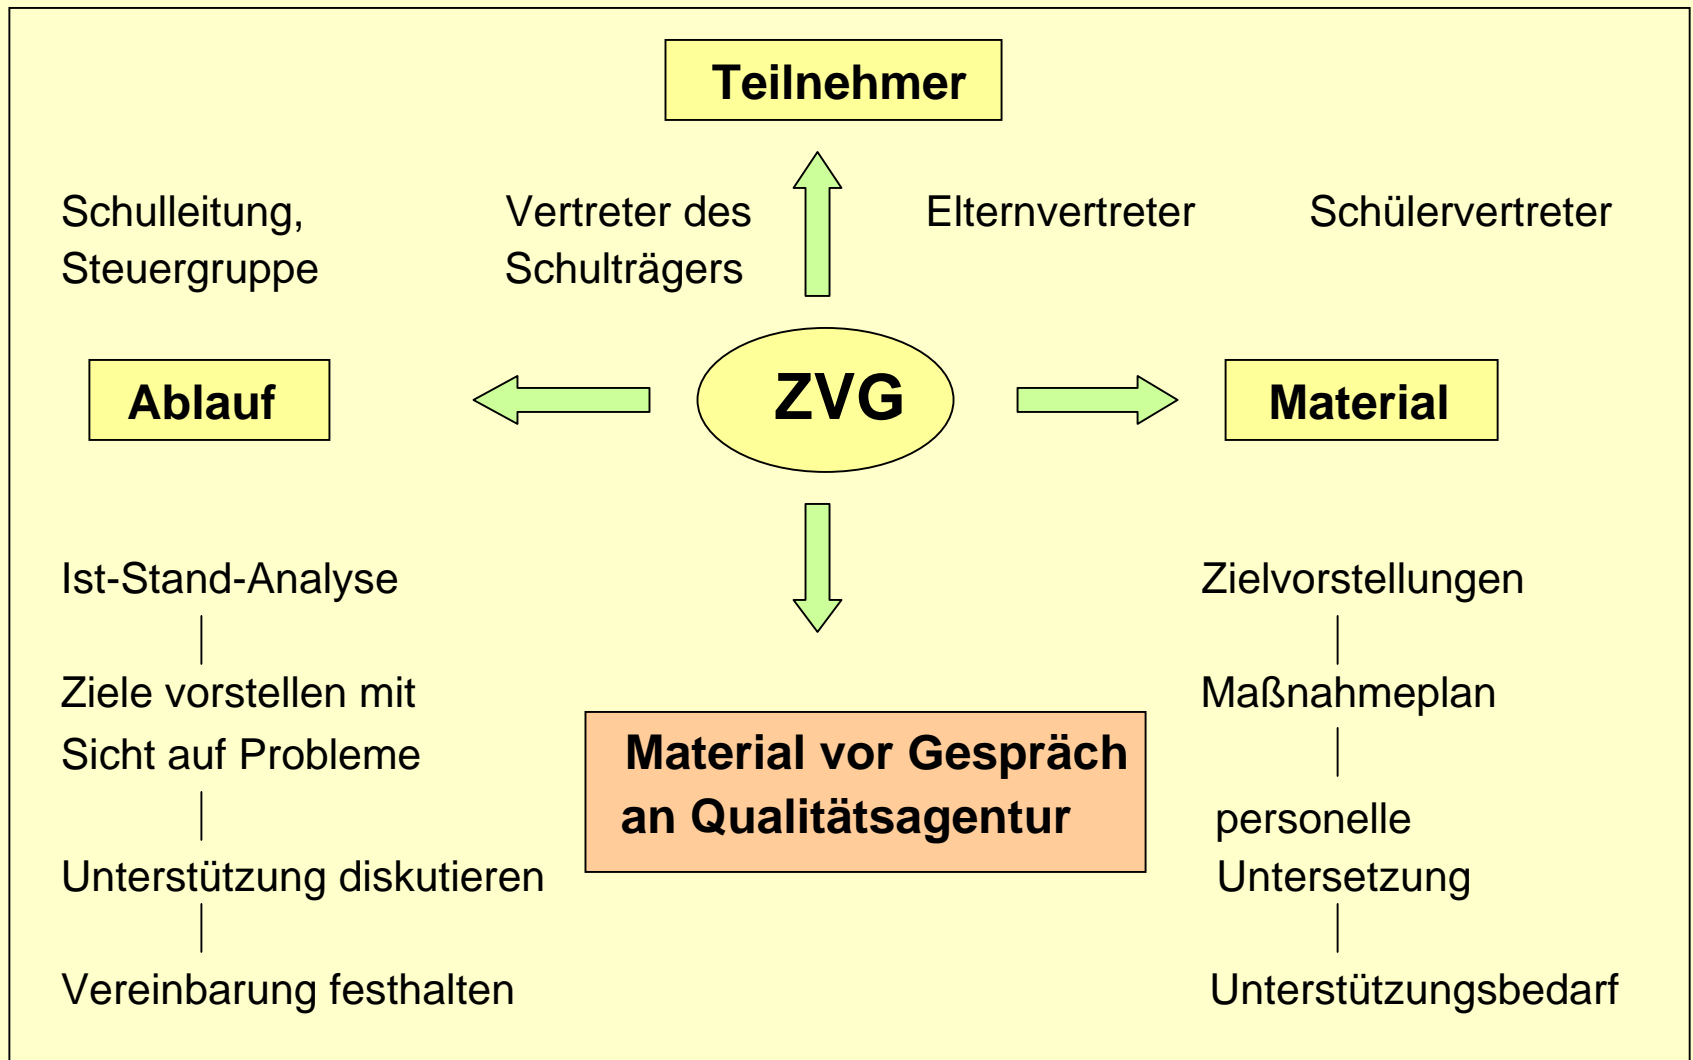 Teilnehmer
Schulleitung,
Steuergruppe
Vertreter des
Schulträgers
Elternvertreter
Schülervertreter
Ablauf
ZVG
Material
Ist-Stand-Analyse
Ziele vorstellen mit
Sicht auf Probleme
Unterstützung diskutieren
Vereinbarung festhalten
Material vor Gespräch
an Qualitätsagentur
Zielvorstellungen
Maßnahmeplan
personelle
Untersetzung
Unterstützungsbedarf